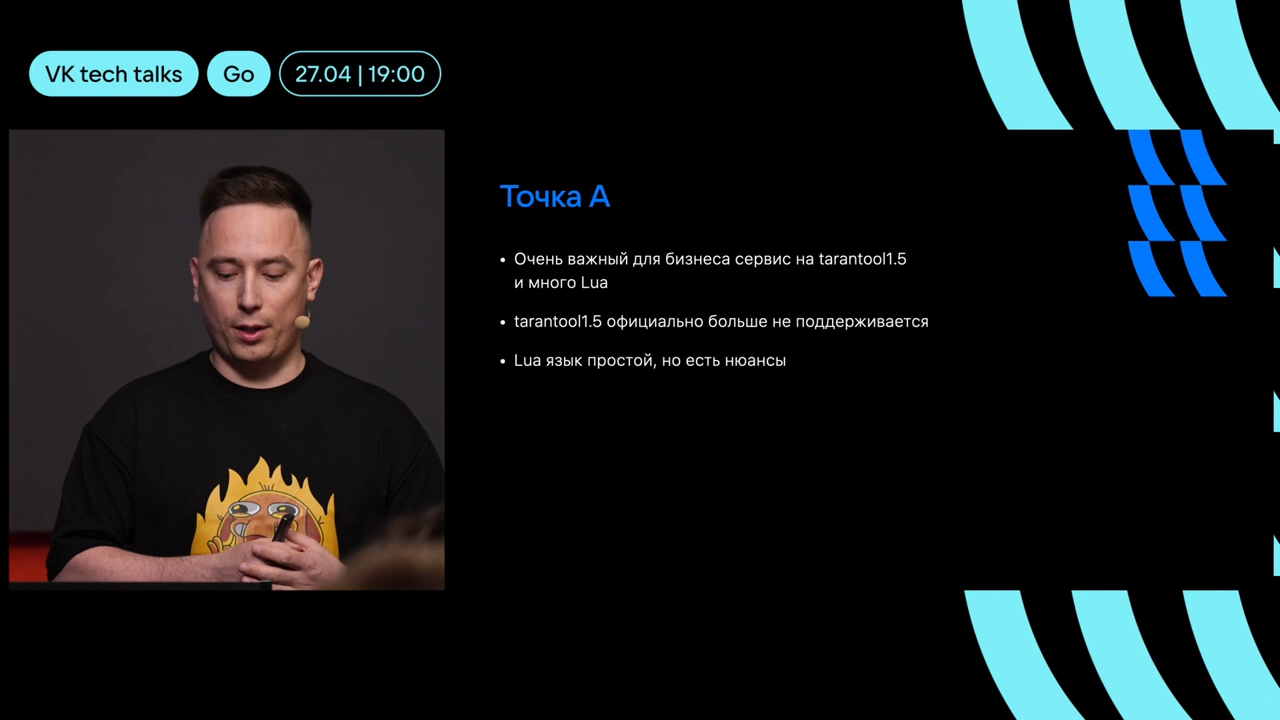 VK tech talks Go 27.04 | 19:00
Точка А
• Очень важный для бизнеса сервис на tarantool1.5
и много Lua
• tarantool1.5 официально больше не поддерживается
• Lua язык простой, но есть нюансы